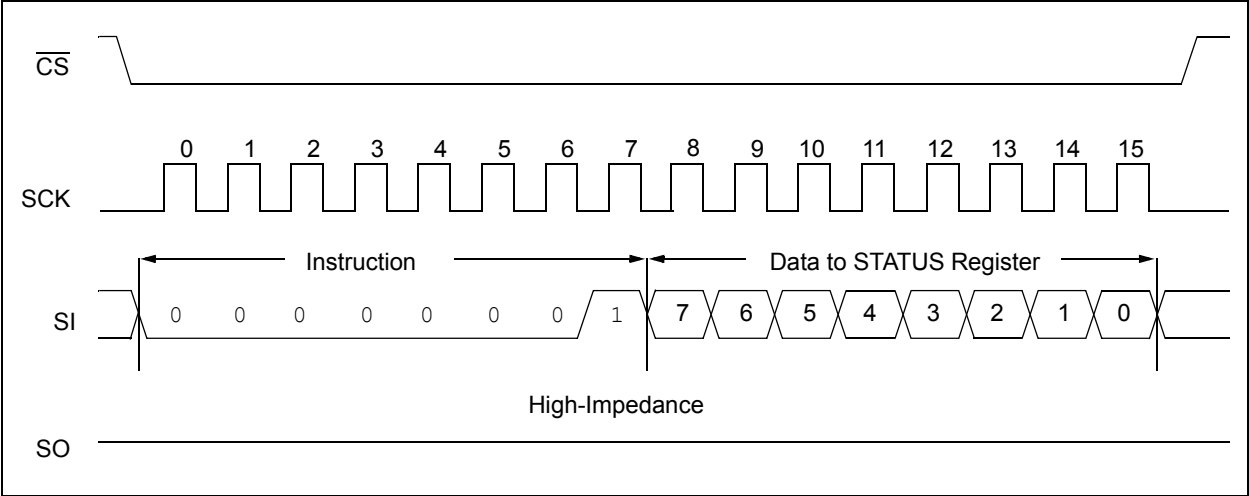 CS
0 1 2 3 4 5 6 7 8 9 10 11 12 13 14 15
SCK
Instruction Data to STATUS Register
SI 0 0 0 0 0 0 0 1 7 6 5 4 3 2 1 0
High-Impedance
SO